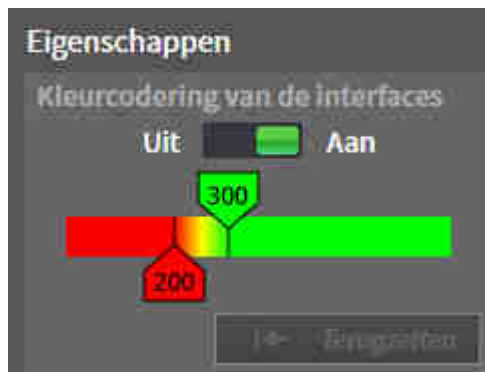 Eigenschappen
Kleurcodering van de interfaces
Uit Aan
300
200
Terugzetten